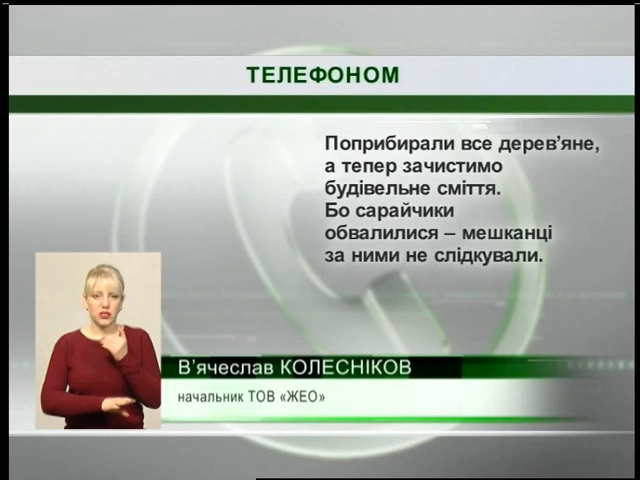 ТЕЛЕФОНОМ
Поприбирали все дерев’яне,
а тепер зачистимо
будівельне сміття.
Бо сарайчики
обвалилися – мешканці
за ними не слідкували.
В’ячеслав КОЛЕСНІКОВ
начальник ТОВ «ЖЕО»